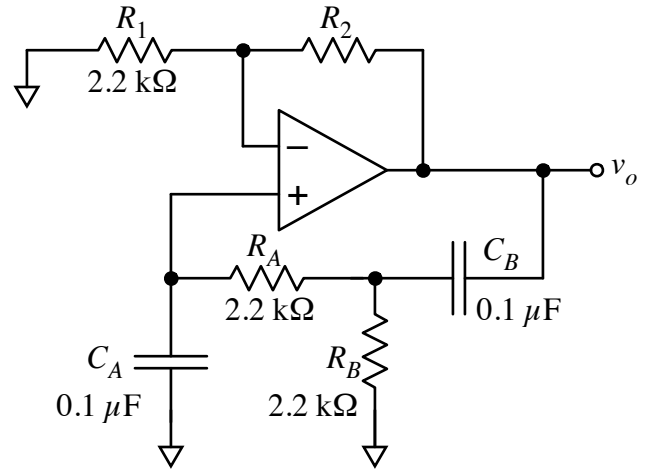 R1
R2
2.2 kΩ
−
+
vo
RA
CB
2.2 kΩ
0.1 µF
CA
RB
0.1 µF
2.2 kΩ